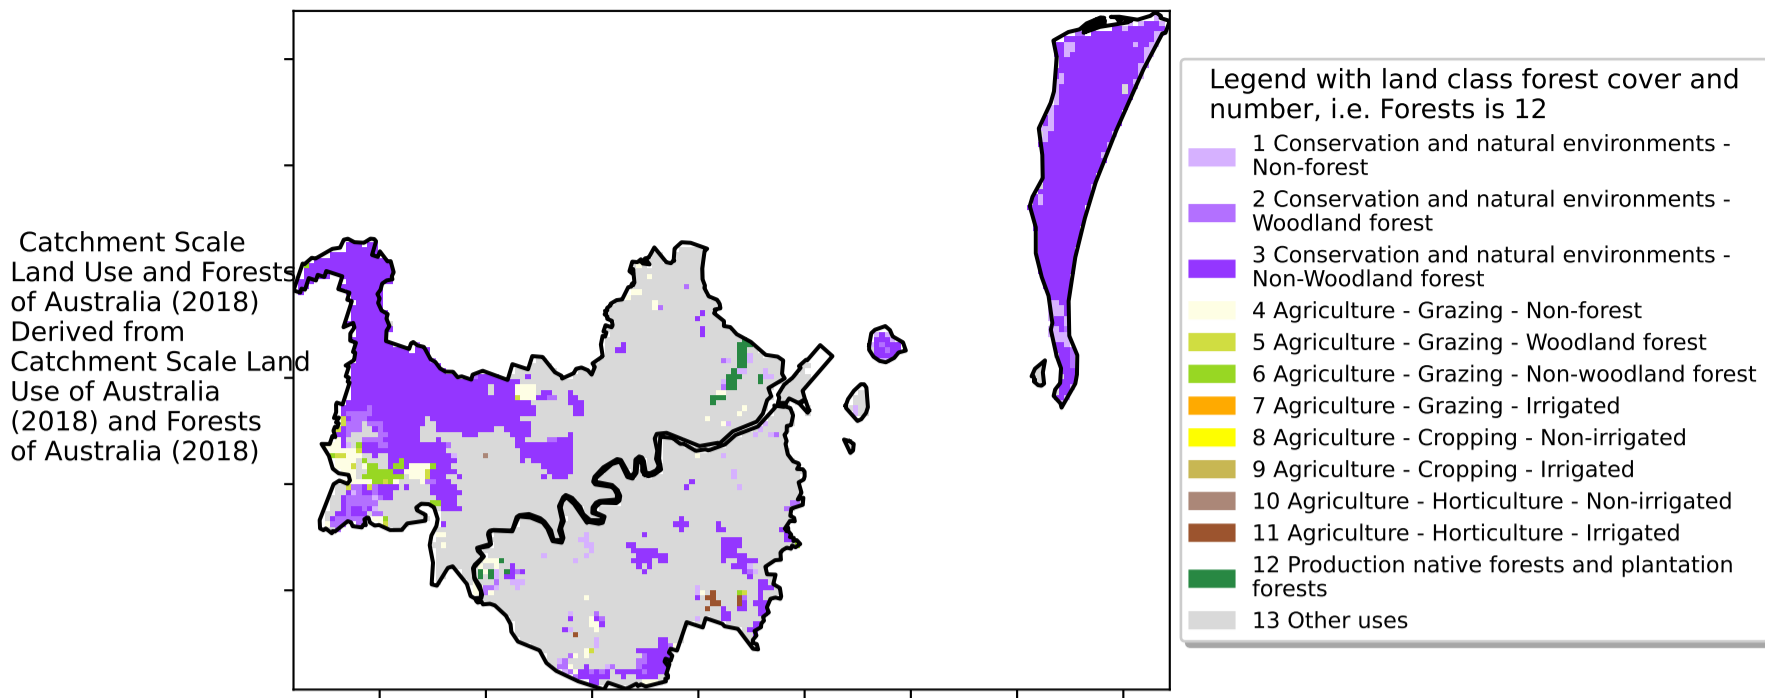 Catchment Scale
Land Use and Forests
of Australia (2018)
Derived from
Catchment Scale Land
Use of Australia
(2018) and Forests
of Australia (2018)
Legend with land class forest cover and
number, i.e. Forests is 12
1 Conservation and natural environments -
Non-forest
2 Conservation and natural environments -
Woodland forest
3 Conservation and natural environments -
Non-Woodland forest
4 Agriculture - Grazing - Non-forest
5 Agriculture - Grazing - Woodland forest
6 Agriculture - Grazing - Non-woodland forest
7 Agriculture - Grazing - Irrigated
8 Agriculture - Cropping - Non-irrigated
9 Agriculture - Cropping - Irrigated
10 Agriculture - Horticulture - Non-irrigated
11 Agriculture - Horticulture - Irrigated
12 Production native forests and plantation
forests
13 Other uses